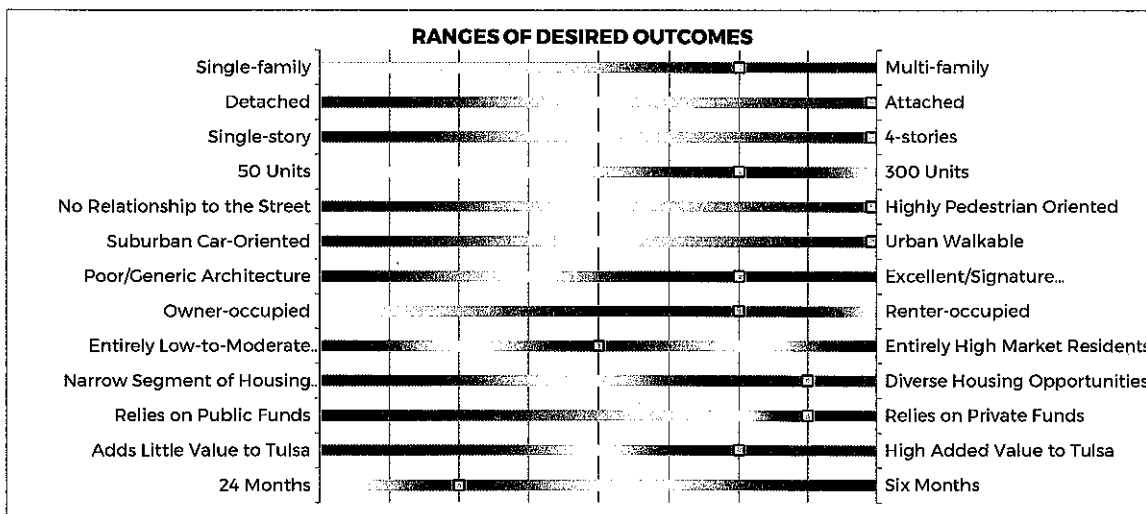 RANGES OF DESIRED OUTCOMES
Single-family Multi-family
Detached Attached
Single-story 4-stories
50 Units 300 Units
No Relationship to the Street Highly Pedestrian Oriented
Suburban Car-Oriented Urban Walkable
Poor/Generic Architecture Excellent/Signature...
Owner-occupied Renter-occupied
Entirely Low-to-Moderate.. Entirely High Market Residents
Narrow Segment of Housing.. Diverse Housing Opportunities
Relies on Public Funds Relies on Private Funds
Adds Little Value to Tulsa High Added Value to Tulsa
24 Months Six Months